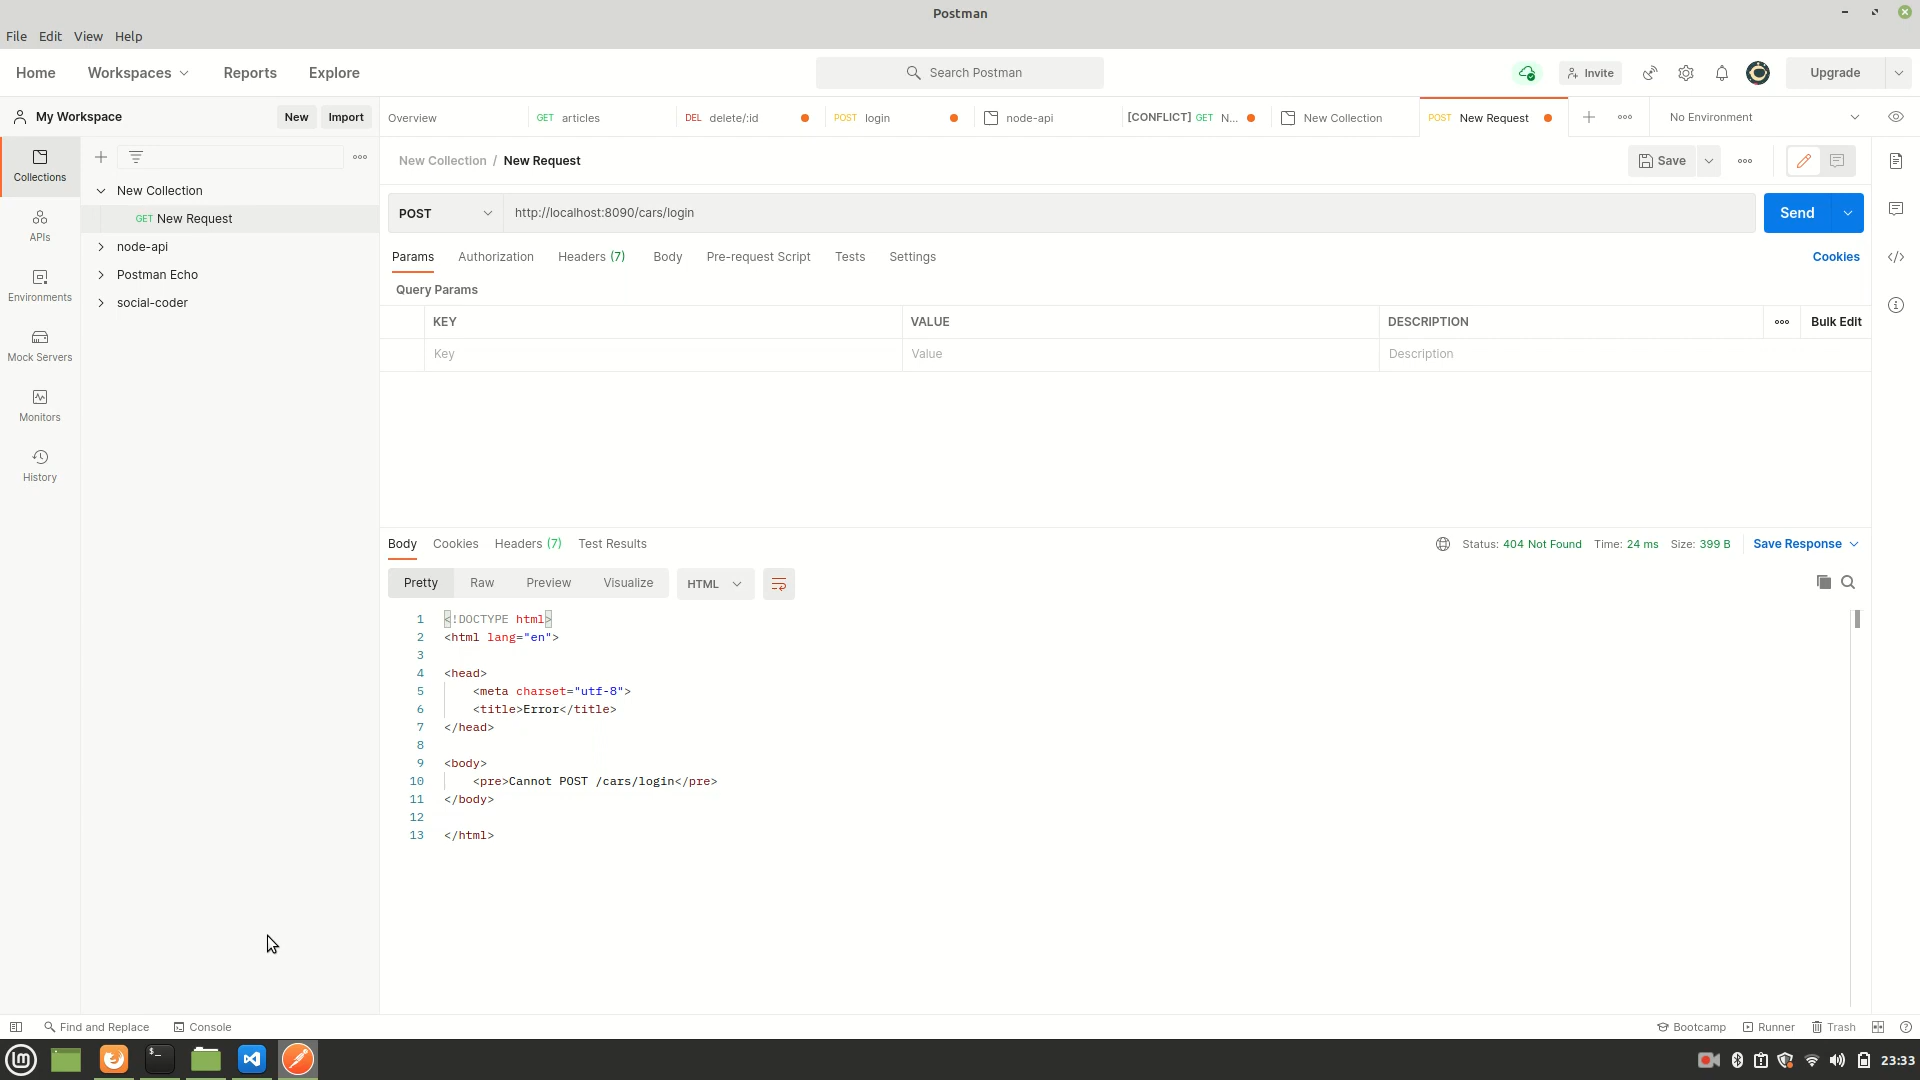 Postman
File Edit View Help
Home Workspaces Reports Explore Search Postman Invite Upgrade
My Workspace New Import Overview GET articles DEL delete/:id POST login node-api [CONFLICT] GET N... New Collection POST New Request No Environment
New Collection / New Request Save
Collections
New Collection
GET New Request
node-api
Postman Echo
social-coder
APIs
Environments
Mock Servers
Monitors
History
POST http://localhost:8090/cars/login Send
Params Authorization Headers (7) Body Pre-request Script Tests Settings Cookies
Query Params
KEY VALUE DESCRIPTION Bulk Edit
Key Value Description
Body Cookies Headers (7) Test Results Status: 404 Not Found Time: 24 ms Size: 399 B Save Response
Pretty Raw Preview Visualize HTML
1 <!DOCTYPE html>
2 <html lang="en">
3
4 <head>
5 <meta charset="utf-8">
6 <title>Error</title>
7 </head>
8
9 <body>
10 <pre>Cannot POST /cars/login</pre>
11 </body>
12
13 </html>
Find and Replace Console Bootcamp Runner Trash
23:33